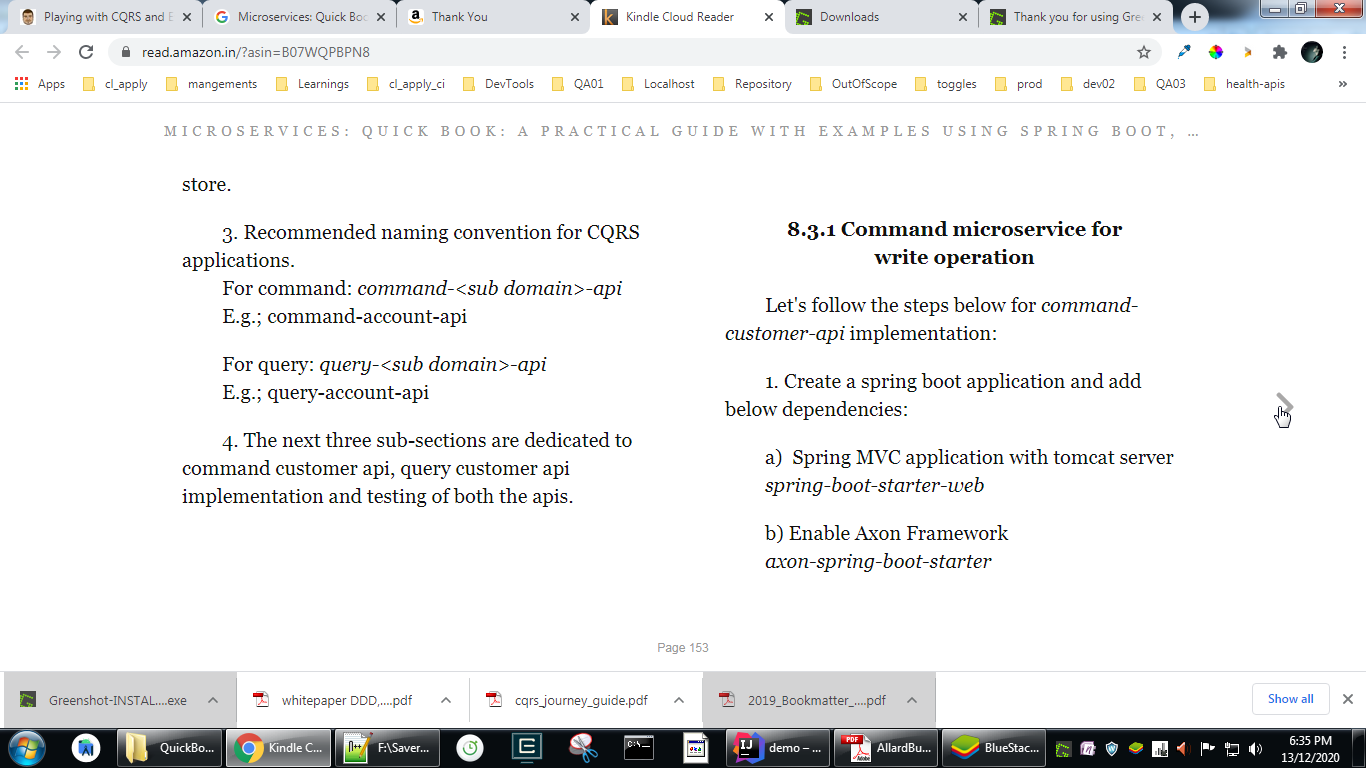 Playing with CQRS and E
Microservices: Quick Boo
Thank You
Kindle Cloud Reader
Downloads
Thank you for using Gre
read.amazon.in/?asin=B07WQPBPN8
Apps
cl_apply
mangements
Learnings
cl_apply_ci
DevTools
QA01
Localhost
Repository
OutOfScope
toggles
prod
dev02
QA03
health-apis
»
MICROSERVICES: QUICK BOOK: A PRACTICAL GUIDE WITH EXAMPLES USING SPRING BOOT, …
store.
3. Recommended naming convention for CQRS
applications.
For command: command-<sub domain>-api
E.g.; command-account-api
For query: query-<sub domain>-api
E.g.; query-account-api
4. The next three sub-sections are dedicated to
command customer api, query customer api
implementation and testing of both the apis.
8.3.1 Command microservice for
write operation
Let's follow the steps below for command-
customer-api implementation:
1. Create a spring boot application and add
below dependencies:
a) Spring MVC application with tomcat server
spring-boot-starter-web
b) Enable Axon Framework
axon-spring-boot-starter
Page 153
Greenshot-INSTAL....exe
whitepaper DDD,....pdf
cqrs_journey_guide.pdf
2019_Bookmatter_....pdf
Show all
QuickBo...
Kindle C...
F:\Saver...
demo – ...
AllardBu...
BlueStac...
6:35 PM
13/12/2020